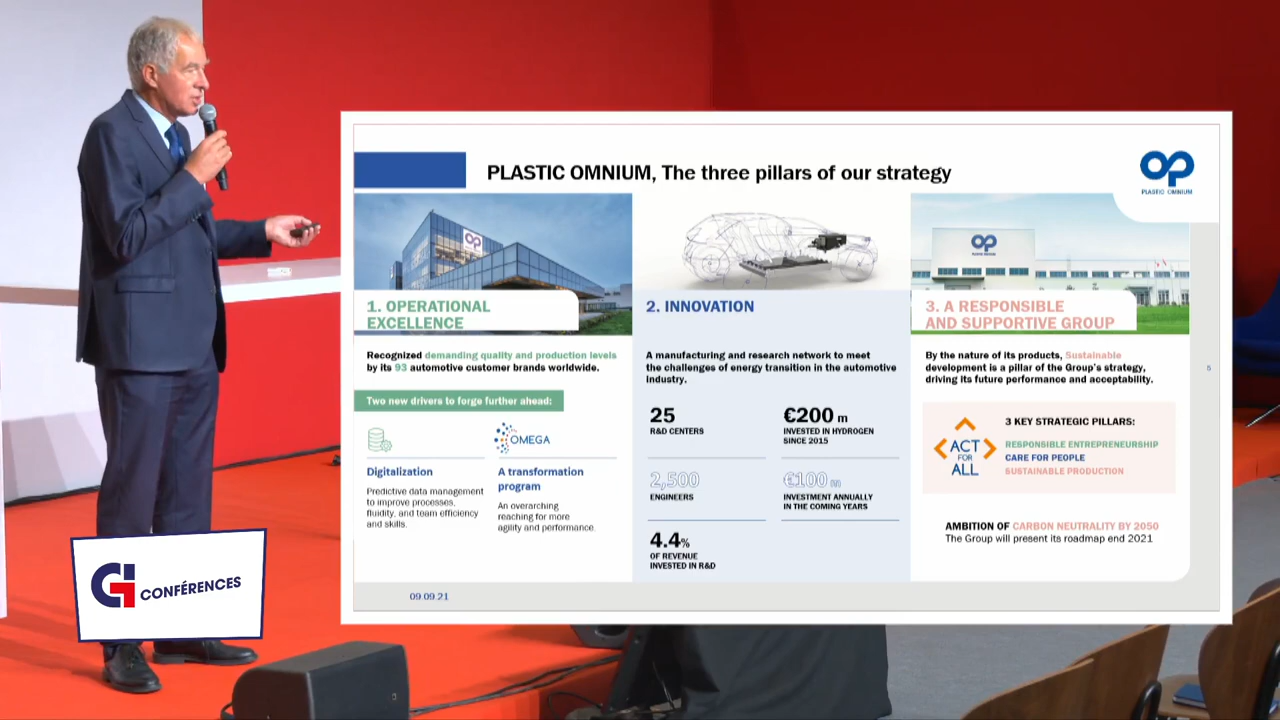 PLASTIC OMNIUM, The three pillars of our strategy
OP
PLASTIC OMNIUM
OP
OP
PLASTIC OMNIUM
1. OPERATIONAL
EXCELLENCE
Recognized demanding quality and production levels
by its 93 automotive customer brands worldwide.
Two new drivers to forge further ahead:
OMEGA
Digitalization
Predictive data management
to improve processes,
fluidity, and team efficiency
and skills.
A transformation
program
An overarching
reaching for more
agility and performance.
2. INNOVATION
A manufacturing and research network to meet
the challenges of energy transition in the automotive
industry.
25
R&D CENTERS
€200 m
INVESTED IN HYDROGEN
SINCE 2015
2,500
ENGINEERS
€100 m
INVESTMENT ANNUALLY
IN THE COMING YEARS
4.4%
OF REVENUE
INVESTED IN R&D
3. A RESPONSIBLE
AND SUPPORTIVE GROUP
By the nature of its products, Sustainable
development is a pillar of the Group's strategy,
driving its future performance and acceptability.
ACT
FOR
ALL
3 KEY STRATEGIC PILLARS:
RESPONSIBLE ENTREPRENEURSHIP
CARE FOR PEOPLE
SUSTAINABLE PRODUCTION
AMBITION OF CARBON NEUTRALITY BY 2050
The Group will present its roadmap end 2021
5
09.09.21
CONFÉRENCES